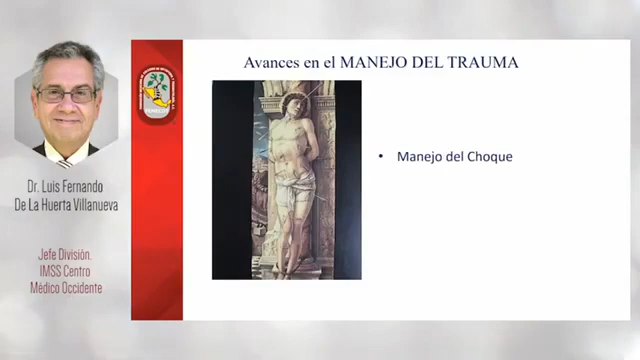 Avances en el MANEJO DEL TRAUMA
• Manejo del Choque
Dr. Luis Fernando
De La Huerta Villanueva
Jefe División.
IMSS Centro
Médico Occidente